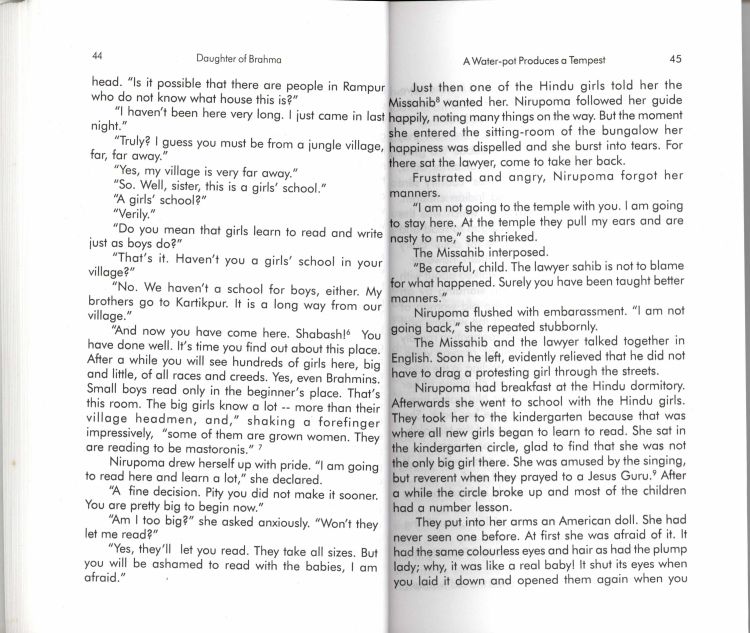 44
Daughter of Brahma
head. "Is it possible that there are people in Rampur
who do not know what house this is?"
"I haven't been here very long. I just came in last
night."
"Truly? I guess you must be from a jungle village,
far, far away."
"Yes, my village is very far away."
"So. Well, sister, this is a girls' school."
"A girls' school?"
"Verily."
"Do you mean that girls learn to read and write
just as boys do?"
"That's it. Haven't you a girls' school in your
village?"
"No. We haven't a school for boys, either. My
brothers go to Kartikpur. It is a long way from our
village."
"And now you have come here. Shabash!⁶ You
have done well. It's time you find out about this place.
After a while you will see hundreds of girls here, big
and little, of all races and creeds. Yes, even Brahmins.
Small boys read only in the beginner's place. That's
this room. The big girls know a lot -- more than their
village headmen, and," shaking a forefinger
impressively, "some of them are grown women. They
are reading to be mastoronis." ⁷
Nirupoma drew herself up with pride. "I am going
to read here and learn a lot," she declared.
"A fine decision. Pity you did not make it sooner.
You are pretty big to begin now."
"Am I too big?" she asked anxiously. "Won't they
let me read?"
"Yes, they'll let you read. They take all sizes. But
you will be ashamed to read with the babies, I am
afraid."
A Water-pot Produces a Tempest
45
Just then one of the Hindu girls told her the
Missahib⁸ wanted her. Nirupoma followed her guide
happily, noting many things on the way. But the moment
she entered the sitting-room of the bungalow her
happiness was dispelled and she burst into tears. For
there sat the lawyer, come to take her back.
Frustrated and angry, Nirupoma forgot her
manners.
"I am not going to the temple with you. I am going
to stay here. At the temple they pull my ears and are
nasty to me," she shrieked.
The Missahib interposed.
"Be careful, child. The lawyer sahib is not to blame
for what happened. Surely you have been taught better
manners."
Nirupoma flushed with embarassment. "I am not
going back," she repeated stubbornly.
The Missahib and the lawyer talked together in
English. Soon he left, evidently relieved that he did not
have to drag a protesting girl through the streets.
Nirupoma had breakfast at the Hindu dormitory.
Afterwards she went to school with the Hindu girls.
They took her to the kindergarten because that was
where all new girls began to learn to read. She sat in
the kindergarten circle, glad to find that she was not
the only big girl there. She was amused by the singing,
but reverent when they prayed to a Jesus Guru.⁹ After
a while the circle broke up and most of the children
had a number lesson.
They put into her arms an American doll. She had
never seen one before. At first she was afraid of it. It
had the same colourless eyes and hair as had the plump
lady; why, it was like a real baby! It shut its eyes when
you laid it down and opened them again when you